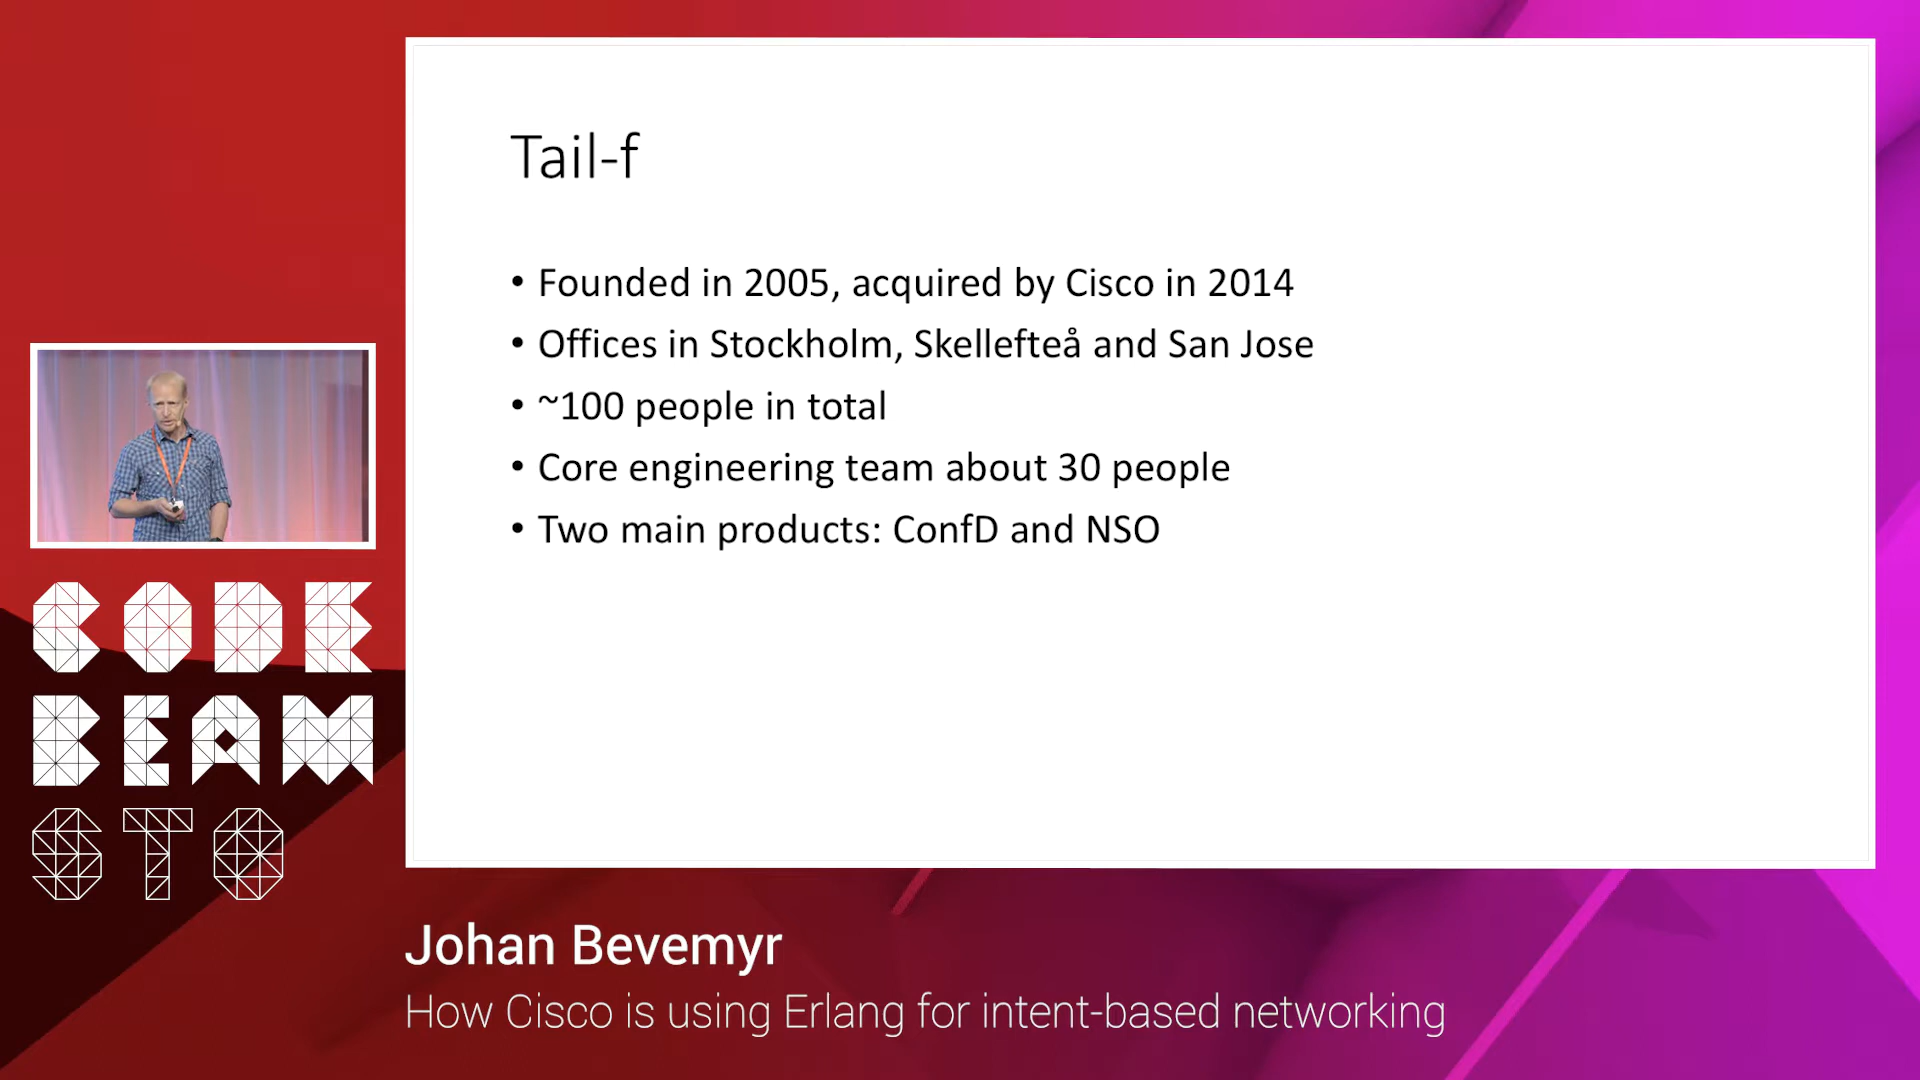 Tail-f
• Founded in 2005, acquired by Cisco in 2014
• Offices in Stockholm, Skellefteå and San Jose
• ~100 people in total
• Core engineering team about 30 people
• Two main products: ConfD and NSO
CODE
BEAM
STO
Johan Bevemyr
How Cisco is using Erlang for intent-based networking